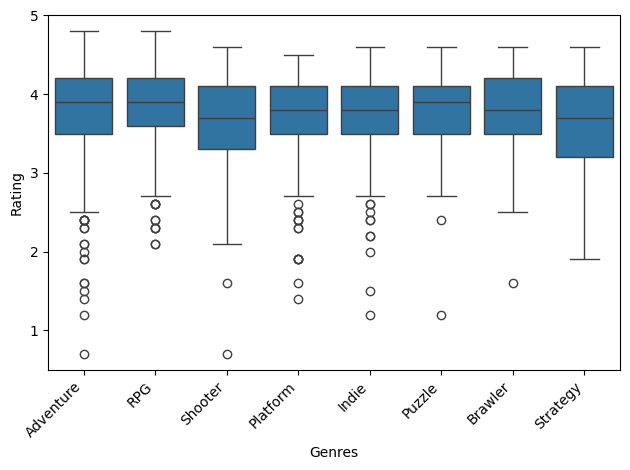 5
4
3
2
1
Rating
Adventure
RPG
Shooter
Platform
Indie
Puzzle
Brawler
Strategy
Genres